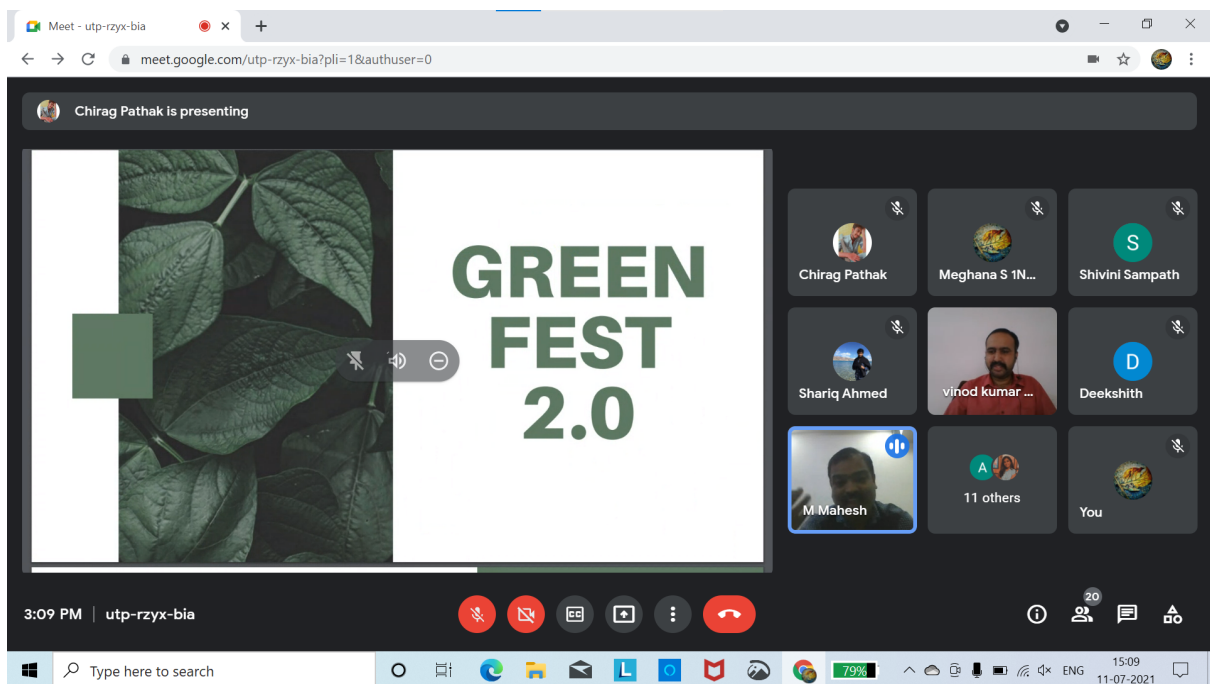 Meet - utp-rzyx-bia
meet.google.com/utp-rzyx-bia?pli=1&authuser=0
Chirag Pathak is presenting
GREEN
FEST
2.0
Chirag Pathak
Meghana S 1N...
Shivini Sampath
Shariq Ahmed
vinod kumar ...
D
Deekshith
S
M Mahesh
A
11 others
You
3:09 PM | utp-rzyx-bia
CC
20
Type here to search
L
79%
ENG
15:09
11-07-2021